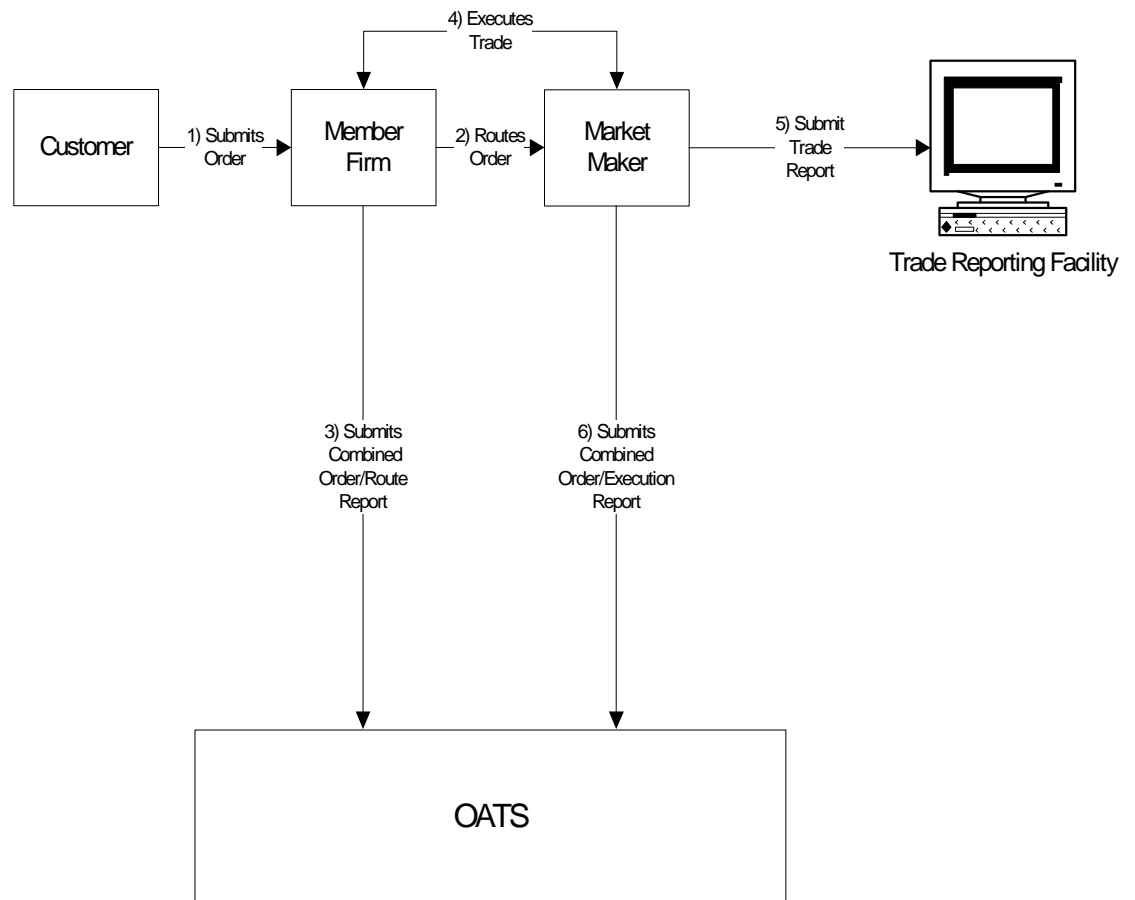 4) Executes
Trade
Customer
1) Submits
Order
Member
Firm
2) Routes
Order
Market
Maker
5) Submit
Trade
Report
Trade Reporting Facility
3) Submits
Combined
Order/Route
Report
6) Submits
Combined
Order/Execution
Report
OATS